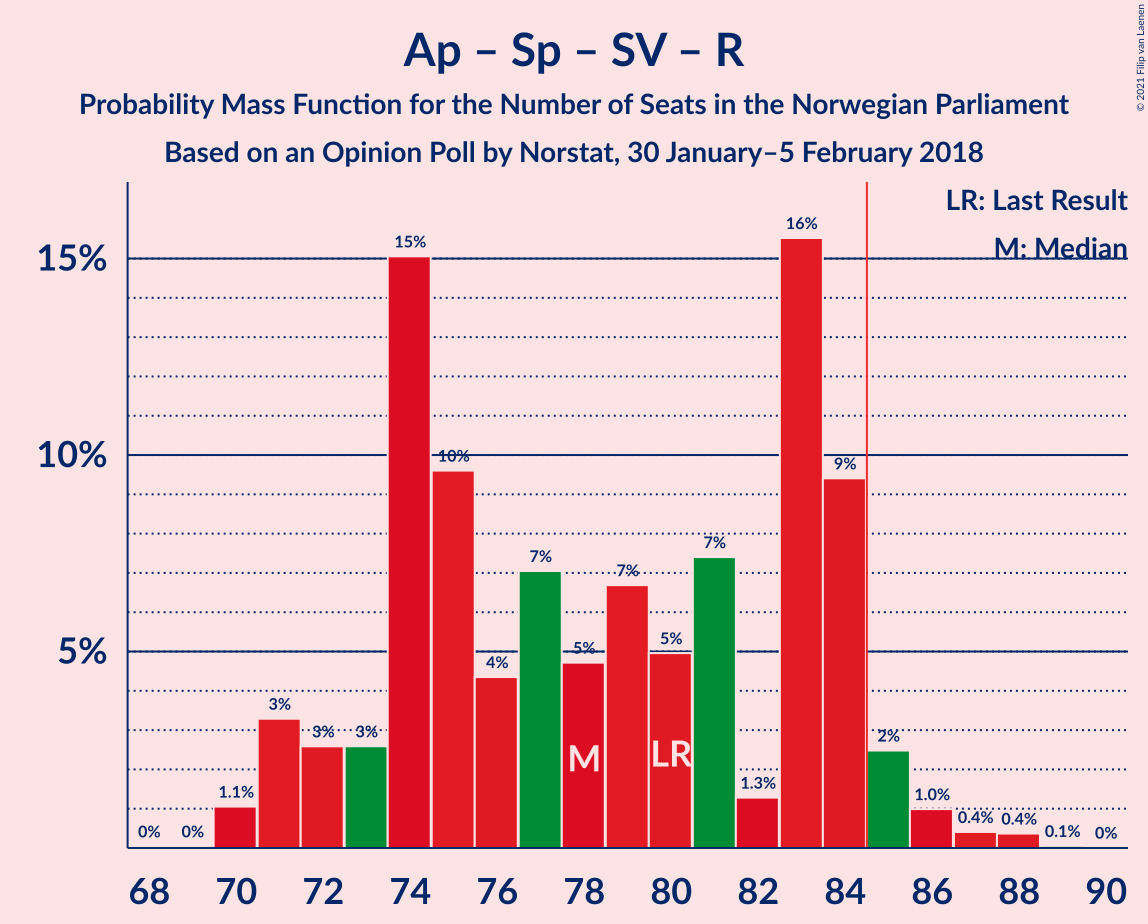 Ap – Sp – SV – R
Probability Mass Function for the Number of Seats in the Norwegian Parliament
Based on an Opinion Poll by Norstat, 30 January–5 February 2018
© 2021 Filip van Laenen
LR: Last Result
M: Median
15%
10%
5%
0% 0% 1.1% 3% 3% 3% 15% 10% 4% 7% 5% 7% 5% 7% 1.3% 16% 9% 2% 1.0% 0.4% 0.4% 0.1% 0%
M LR
68 70 72 74 76 78 80 82 84 86 88 90